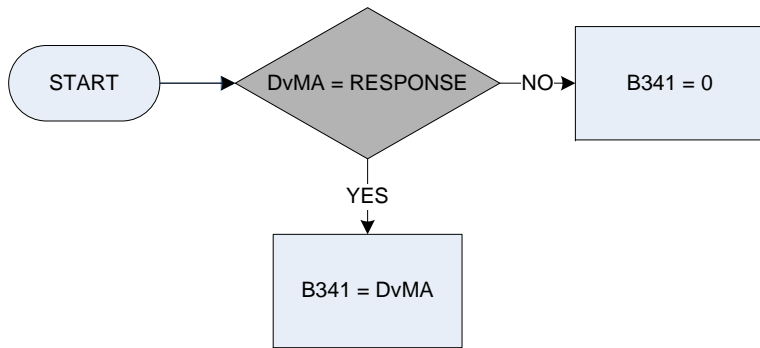 START
DvMA = RESPONSE
NO
B341 = 0
YES
B341 = DvMA